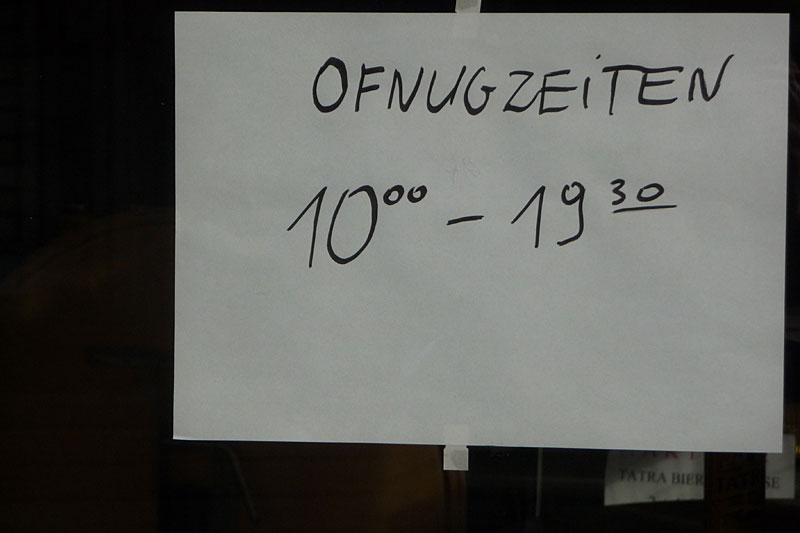 OFNUGZEiTEN
10⁰⁰ - 19³⁰
TATRA BIER